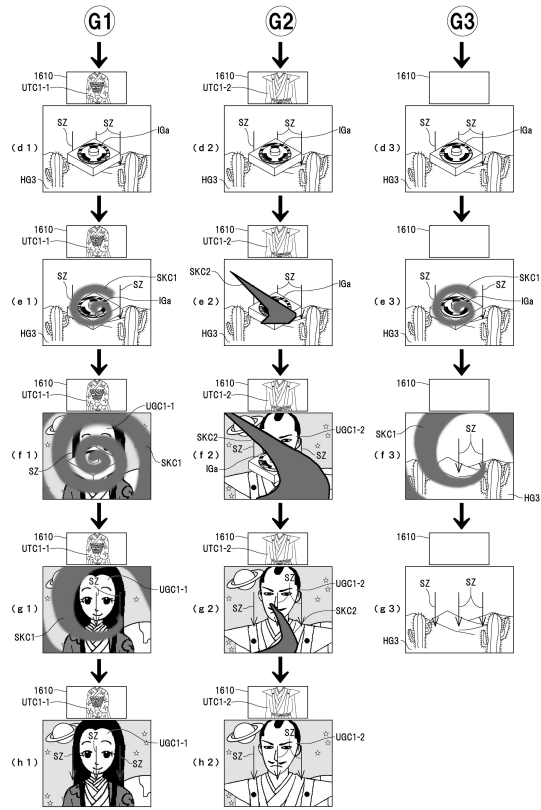 G1
G2
G3
1610
UTC1-1
1610
UTC1-2
1610
SZ
SZ
IGa
(d1)
HG3
SZ
SZ
IGa
(d2)
HG3
SZ
SZ
IGa
(d3)
HG3
1610
UTC1-1
1610
UTC1-2
1610
SZ
SKC1
SZ
IGa
(e1)
HG3
SKC2
SZ
IGa
(e2)
HG3
SZ
SKC1
SZ
IGa
(e3)
HG3
1610
UTC1-1
1610
UTC1-2
1610
UGC1-1
(f1)
SZ
SKC1
UGC1-2
SKC2
SZ
(f2)
IGa
SKC1
SZ
(f3)
HG3
1610
UTC1-1
1610
UTC1-2
1610
SZ
UGC1-1
(g1)
SKC1
SZ
UGC1-2
SZ
(g2)
SKC2
SZ
SZ
(g3)
HG3
1610
UTC1-1
1610
UTC1-2
SZ
UGC1-1
SZ
SZ
(h1)
SZ
UGC1-2
SZ
(h2)